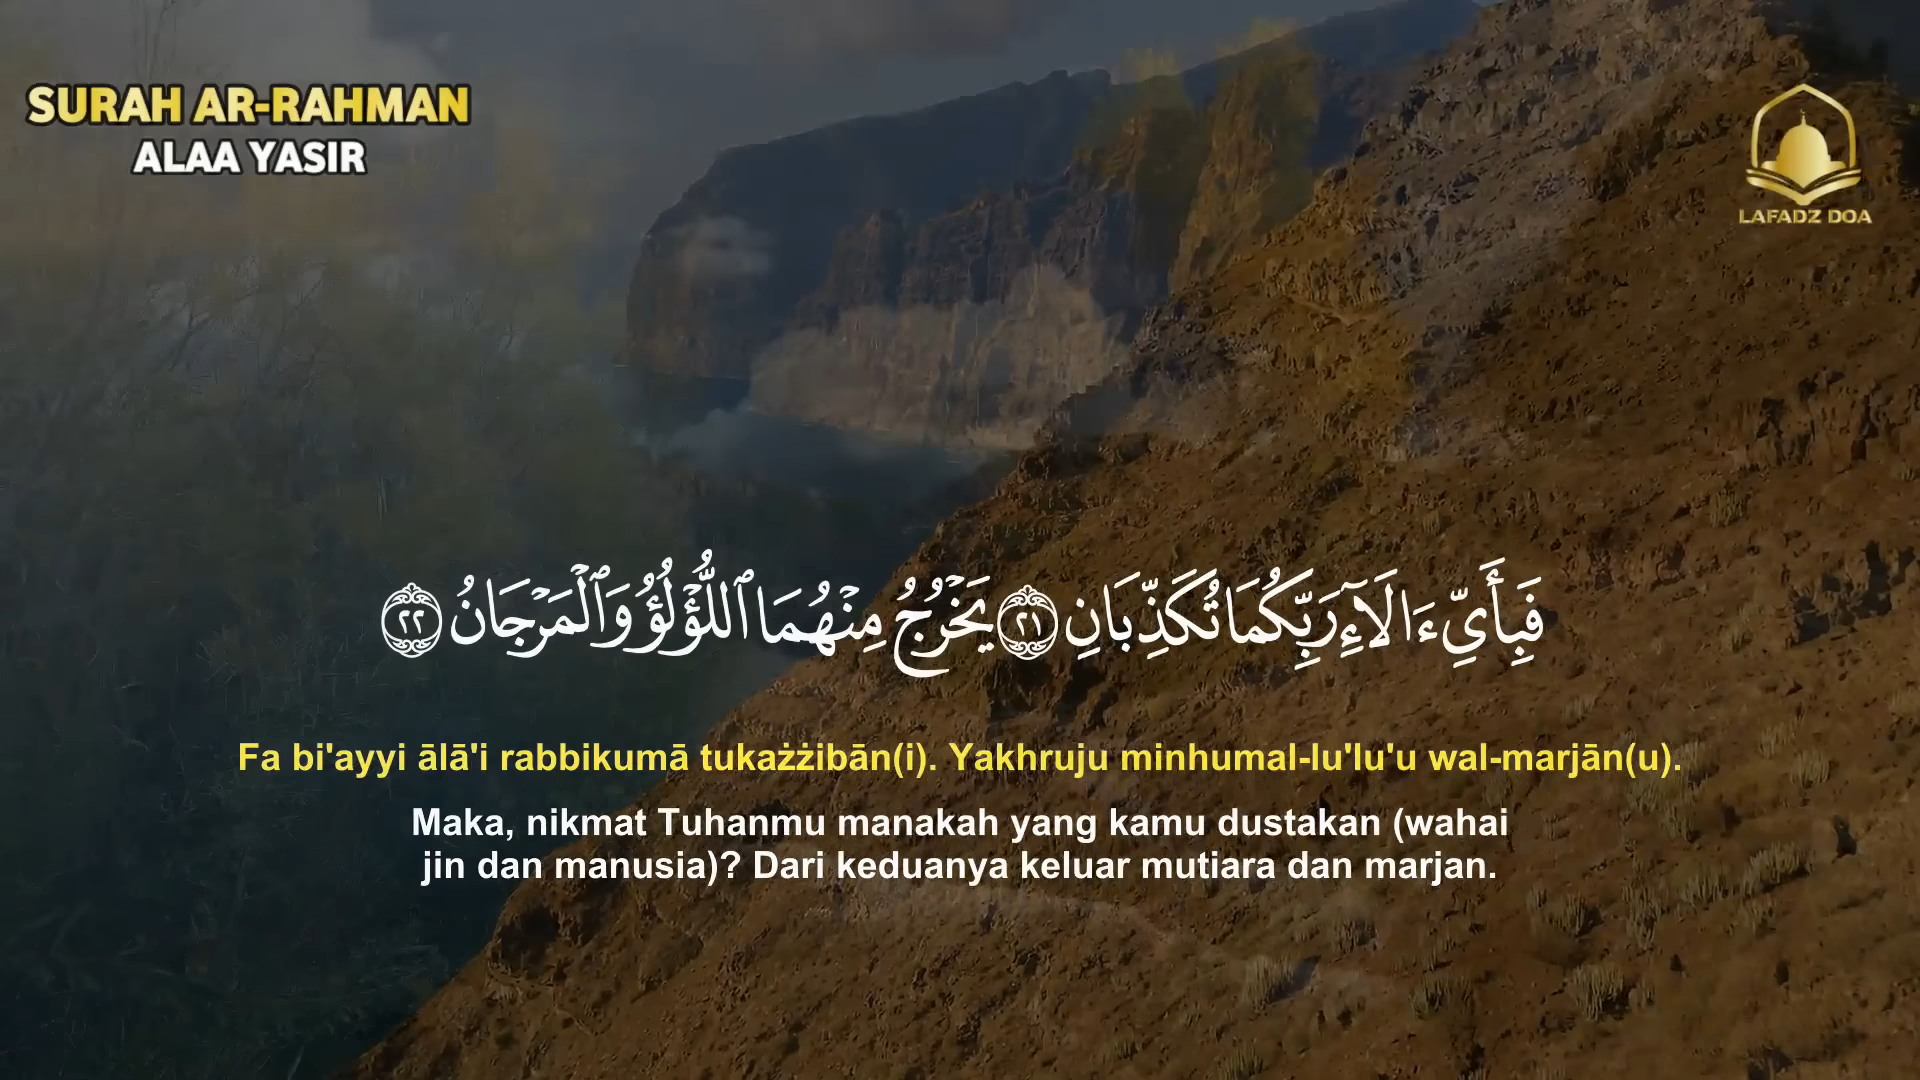 SURAH AR-RAHMAN
ALAA YASIR
LAFADZ DOA
فَبِأَيِّ ءَالَآءِ رَبِّكُمَا تُكَذِّبَانِ ٢١ يَخْرُجُ مِنْهُمَا ٱللُّؤْلُؤُ وَٱلْمَرْجَانُ ٢٢
Fa bi'ayyi ālā'i rabbikumā tukażżibān(i). Yakhruju minhumal-lu'lu'u wal-marjān(u).
Maka, nikmat Tuhanmu manakah yang kamu dustakan (wahai
jin dan manusia)? Dari keduanya keluar mutiara dan marjan.